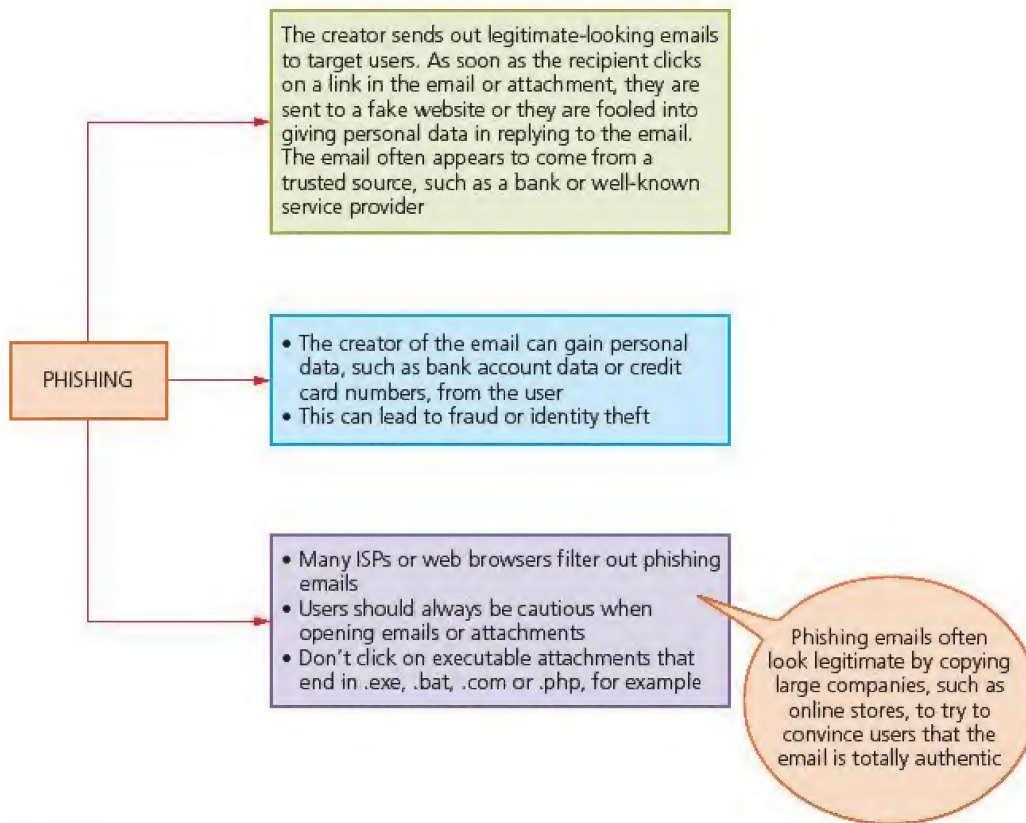 The creator sends out legitimate-looking emails
to target users. As soon as the recipient clicks
on a link in the email or attachment, they are
sent to a fake website or they are fooled into
giving personal data in replying to the email.
The email often appears to come from a
trusted source, such as a bank or well-known
service provider
PHISHING
• The creator of the email can gain personal
data, such as bank account data or credit
card numbers, from the user
• This can lead to fraud or identity theft
• Many ISPs or web browsers filter out phishing
emails
• Users should always be cautious when
opening emails or attachments
• Don't click on executable attachments that
end in .exe, .bat, .com or .php, for example
Phishing emails often
look legitimate by copying
large companies, such as
online stores, to try to
convince users that the
email is totally authentic